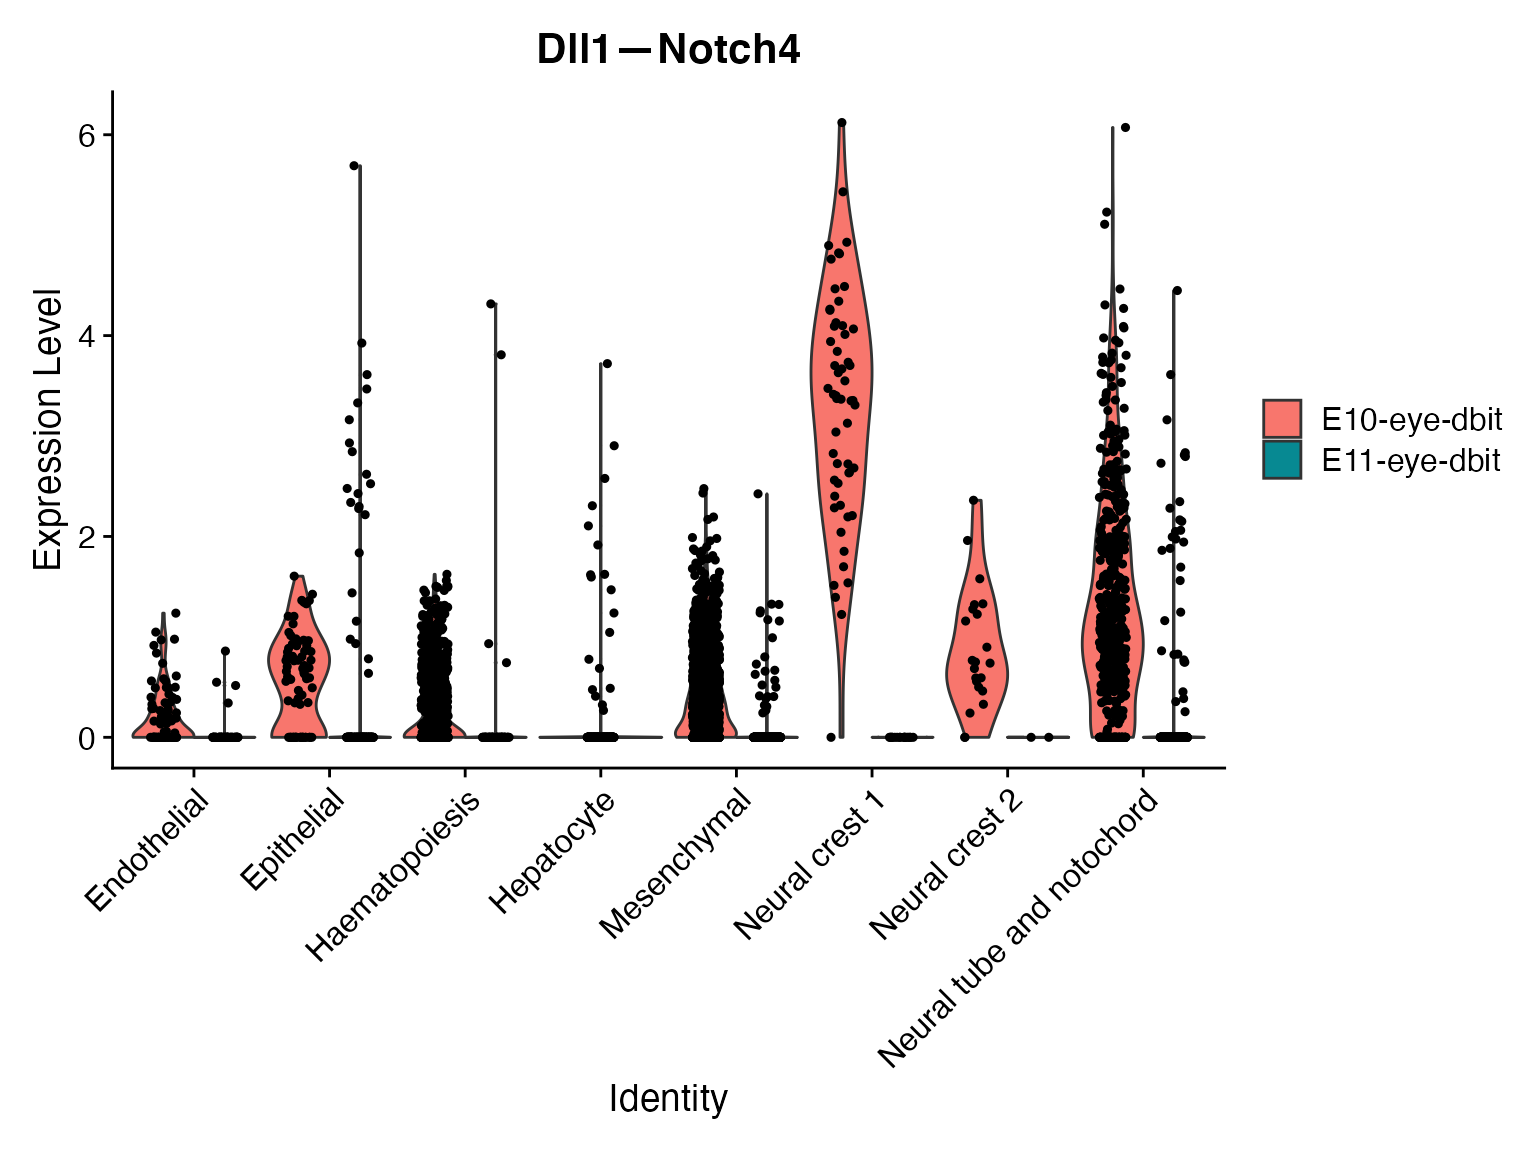 Dll1—Notch4
Expression Level
6
4
2
0
Endothelial
Epithelial
Haematopoiesis
Hepatocyte
Mesenchymal
Neural crest 1
Neural crest 2
Neural tube and notochord
Identity
E10-eye-dbit
E11-eye-dbit